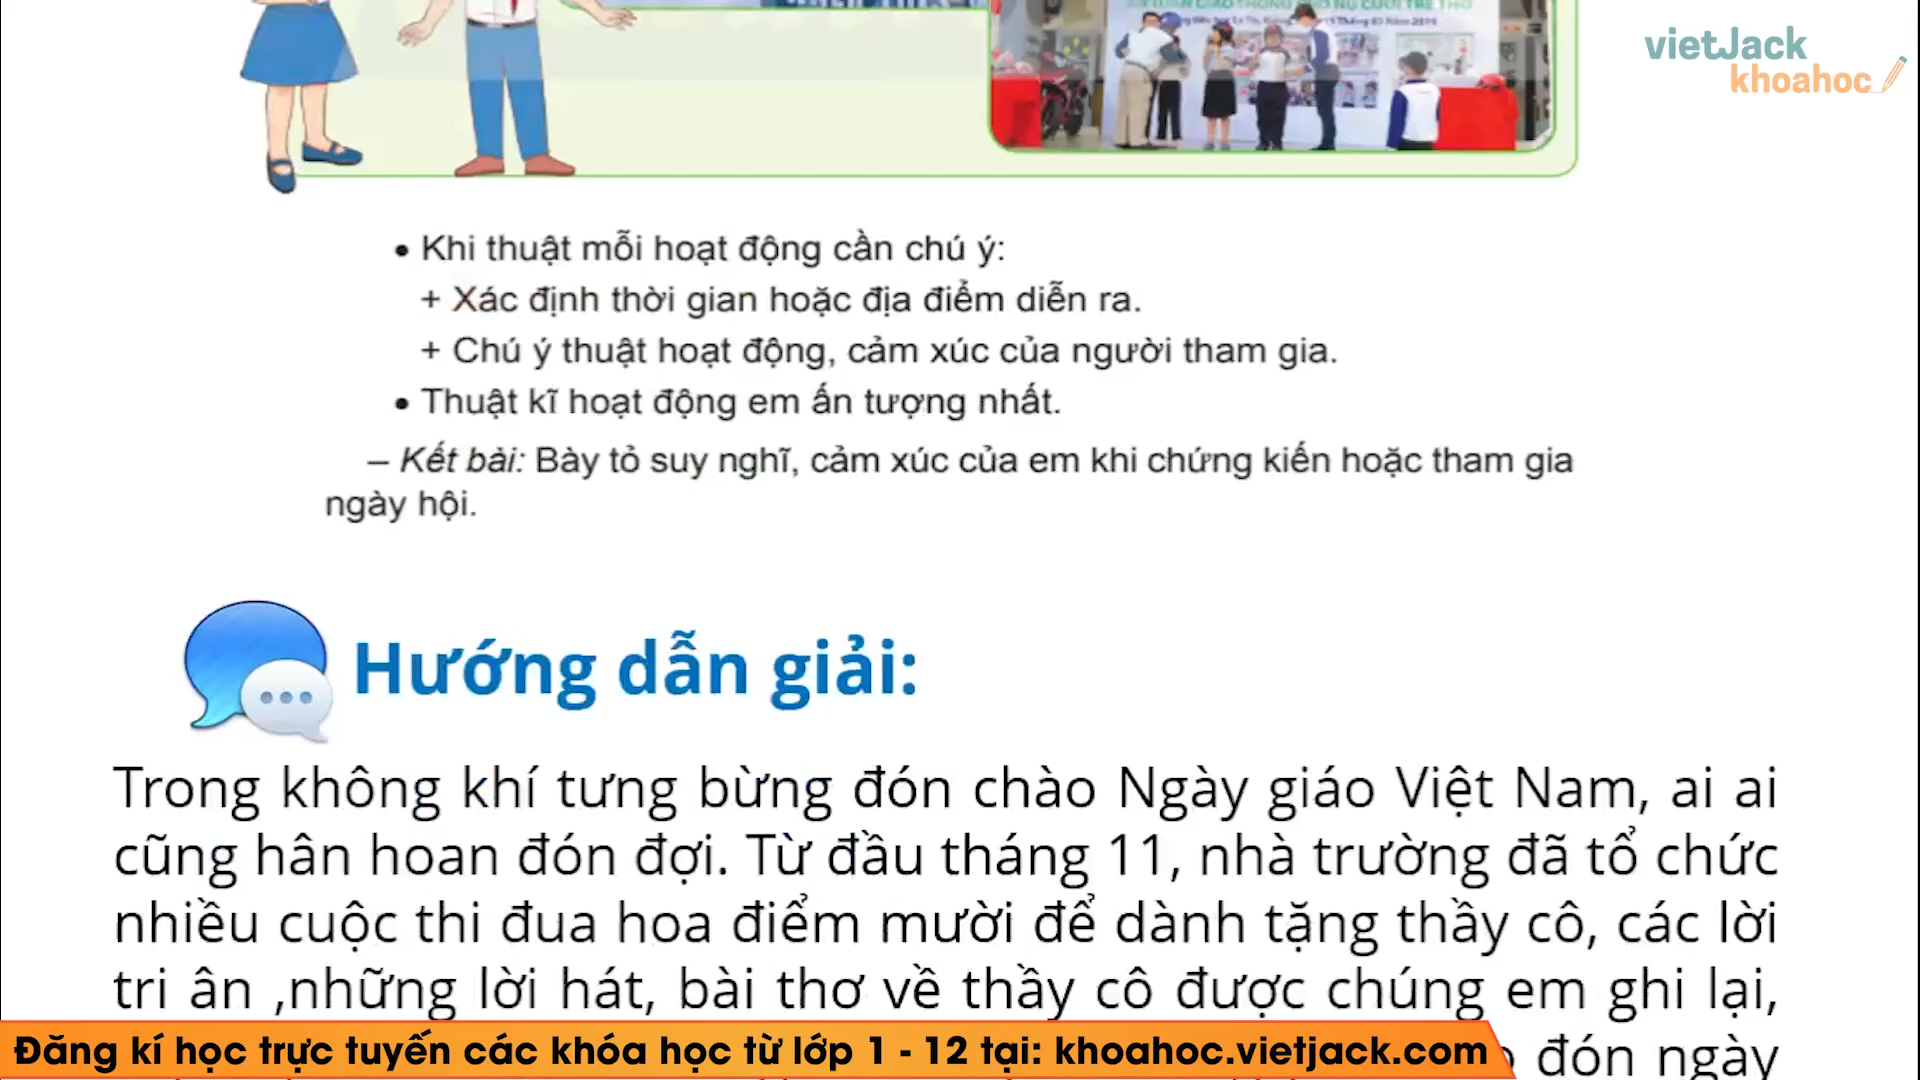 vietJack
khoahoc
• Khi thuật mỗi hoạt động cần chú ý:
+ Xác định thời gian hoặc địa điểm diễn ra.
+ Chú ý thuật hoạt động, cảm xúc của người tham gia.
• Thuật kĩ hoạt động em ấn tượng nhất.
– Kết bài: Bày tỏ suy nghĩ, cảm xúc của em khi chứng kiến hoặc tham gia
ngày hội.
Hướng dẫn giải:
Trong không khí tưng bừng đón chào Ngày giáo Việt Nam, ai ai
cũng hân hoan đón đợi. Từ đầu tháng 11, nhà trường đã tổ chức
nhiều cuộc thi đua hoa điểm mười để dành tặng thầy cô, các lời
tri ân ,những lời hát, bài thơ về thầy cô được chúng em ghi lại,
đón ngày
Đăng kí học trực tuyến các khóa học từ lớp 1 - 12 tại: khoahoc.vietjack.com